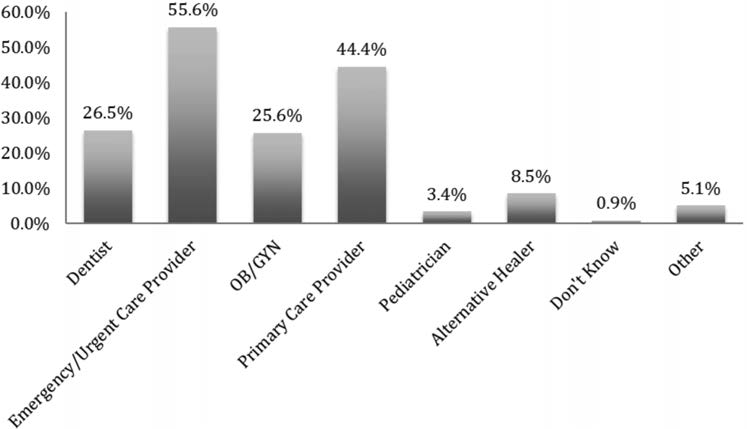 60.0%
50.0%
40.0%
30.0%
20.0%
10.0%
0.0%
26.5%
55.6%
25.6%
44.4%
3.4%
8.5%
0.9%
5.1%
Dentist
Emergency/Urgent Care Provider
OB/GYN
Primary Care Provider
Pediatrician
Alternative Healer
Don't Know
Other